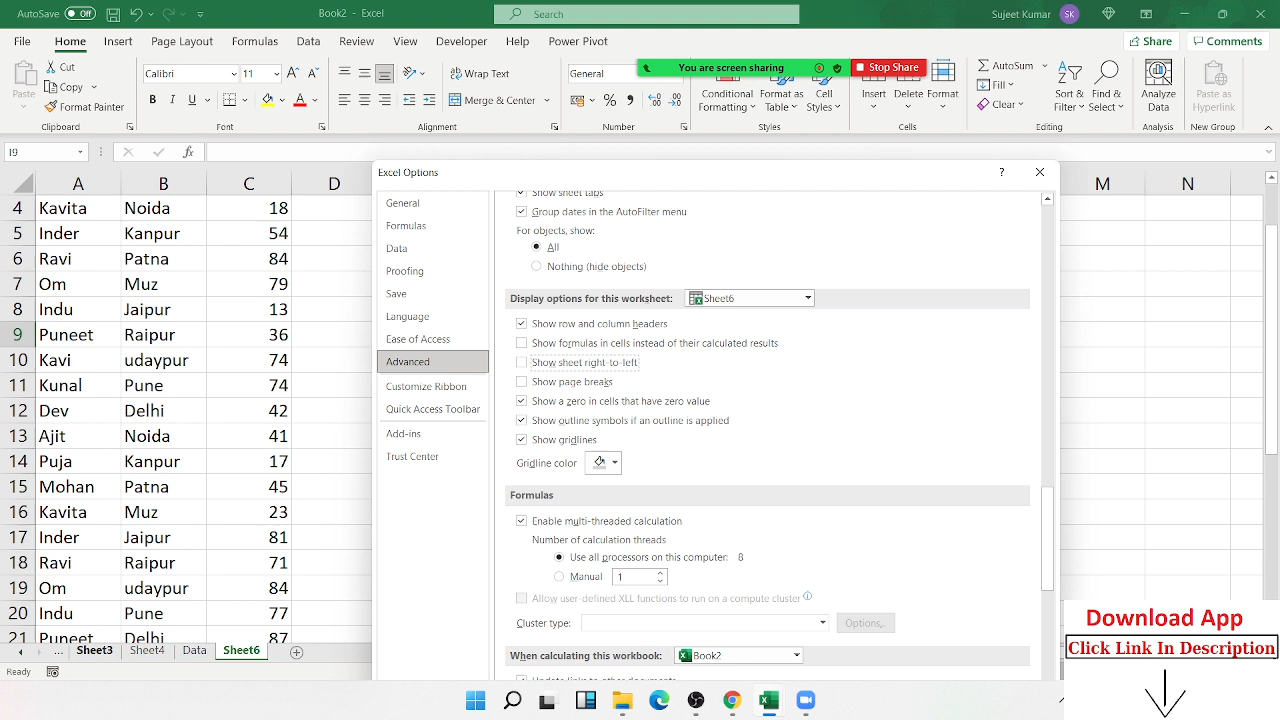 AutoSave Off
Book2 - Excel
Search
Sujeet Kumar
SK
File Home Insert Page Layout Formulas Data Review View Developer Help Power Pivot
Share
Comments
Paste
Cut
Copy
Format Painter
Clipboard
Calibri
11
B I U
A
Font
Wrap Text
Merge & Center
Alignment
General
%
Number
You are screen sharing
Stop Share
Conditional Formatting
Format as Table
Cell Styles
Styles
Insert
Delete
Format
Cells
AutoSum
Fill
Clear
Sort & Filter
Find & Select
Editing
Analyze Data
Analysis
Paste as Hyperlink
New Group
I9
fx
A B C D M N
4 Kavita Noida 18
5 Inder Kanpur 54
6 Ravi Patna 84
7 Om Muz 79
8 Indu Jaipur 13
9 Puneet Raipur 36
10 Kavi udaypur 74
11 Kunal Pune 74
12 Dev Delhi 42
13 Ajit Noida 41
14 Puja Kanpur 17
15 Mohan Patna 45
16 Kavita Muz 23
17 Inder Jaipur 81
18 Ravi Raipur 71
19 Om udaypur 84
20 Indu Pune 77
21 Puneet Delhi 87
Excel Options
?
General
Formulas
Data
Proofing
Save
Language
Ease of Access
Advanced
Customize Ribbon
Quick Access Toolbar
Add-ins
Trust Center
Show sheet tabs
Group dates in the AutoFilter menu
For objects, show:
All
Nothing (hide objects)
Display options for this worksheet: Sheet6
Show row and column headers
Show formulas in cells instead of their calculated results
Show sheet right-to-left
Show page breaks
Show a zero in cells that have zero value
Show outline symbols if an outline is applied
Show gridlines
Gridline color
Formulas
Enable multi-threaded calculation
Number of calculation threads
Use all processors on this computer: 8
Manual 1
Allow user-defined XLL functions to run on a compute cluster
Cluster type:
Options...
When calculating this workbook: Book2
Update links to other documents
... Sheet3 Sheet4 Data Sheet6
Ready
Download App
Click Link In Description